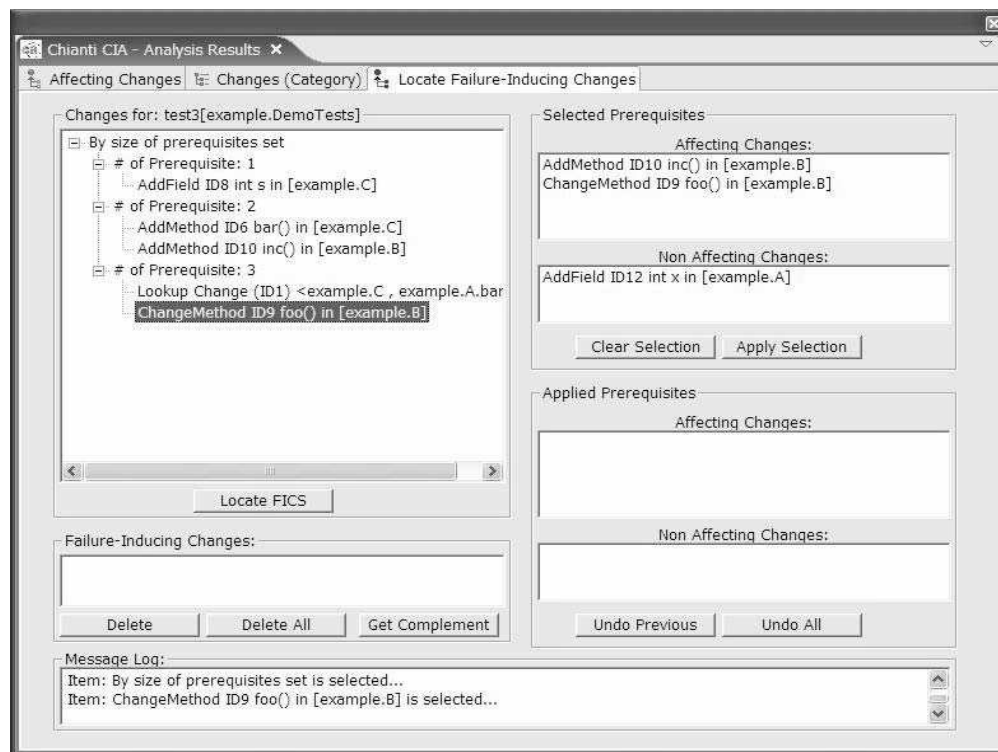 Chianti CIA - Analysis Results
Affecting Changes
Changes (Category)
Locate Failure-Inducing Changes
Changes for: test3[example.DemoTests]
By size of prerequisites set
# of Prerequisite: 1
AddField ID8 int s in [example.C]
# of Prerequisite: 2
AddMethod ID6 bar() in [example.C]
AddMethod ID10 inc() in [example.B]
# of Prerequisite: 3
Lookup Change (ID1) <example.C , example.A.bar
ChangeMethod ID9 foo() in [example.B]
Locate FICS
Failure-Inducing Changes:
Delete
Delete All
Get Complement
Selected Prerequisites
Affecting Changes:
AddMethod ID10 inc() in [example.B]
ChangeMethod ID9 foo() in [example.B]
Non Affecting Changes:
AddField ID12 int x in [example.A]
Clear Selection
Apply Selection
Applied Prerequisites
Affecting Changes:
Non Affecting Changes:
Undo Previous
Undo All
Message Log:
Item: By size of prerequisites set is selected...
Item: ChangeMethod ID9 foo() in [example.B] is selected...